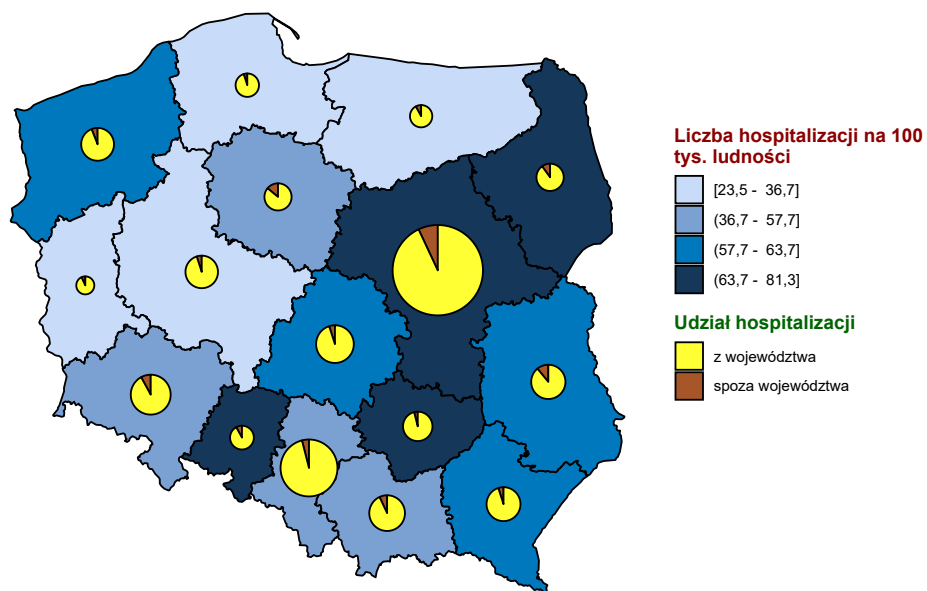 Liczba hospitalizacji na 100
tys. ludności
[23,5 - 36,7]
(36,7 - 57,7]
(57,7 - 63,7]
(63,7 - 81,3]
Udział hospitalizacji
z województwa
spoza województwa